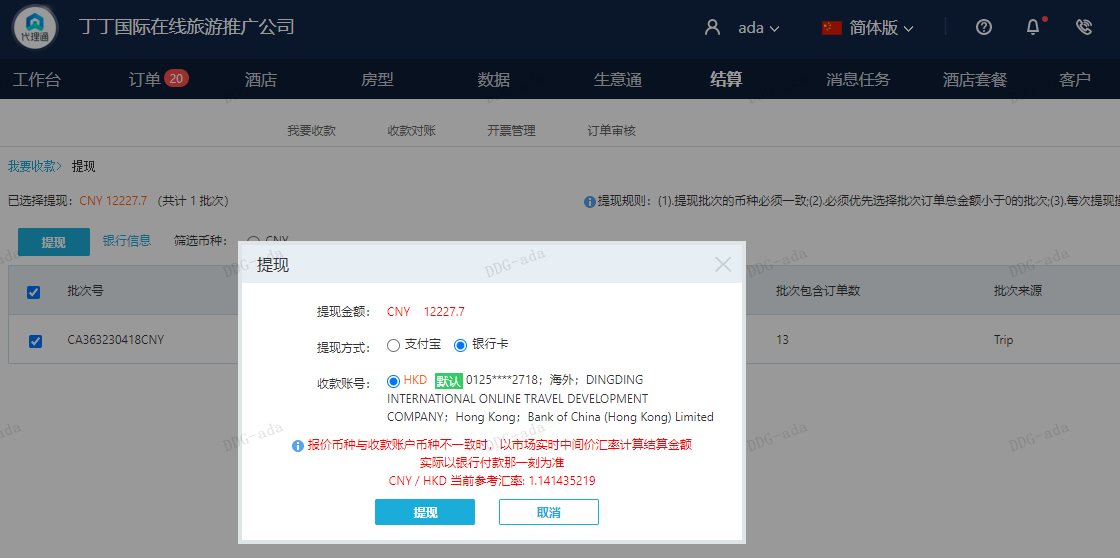 代理通
丁丁国际在线旅游推广公司
ada
简体版
工作台 订单 20 酒店 房型 数据 生意通 结算 消息任务 酒店套餐 客户
我要收款 收款对账 开票管理 订单审核
我要收款> 提现
已选择提现: CNY 12227.7 (共计 1 批次)
提现规则: (1).提现批次的币种必须一致;(2).必须优先选择批次订单总金额小于0的批次;(3).每次提现
提现 银行信息 筛选币种: CNY
提现
批次号 批次包含订单数 批次来源
CA363230418CNY 13 Trip
提现金额: CNY 12227.7
提现方式: 支付宝 银行卡
收款账号: HKD 默认 0125****2718; 海外; DINGDING
INTERNATIONAL ONLINE TRAVEL DEVELOPMENT
COMPANY; Hong Kong; Bank of China (Hong Kong) Limited
报价币种与收款账户币种不一致时, 以市场实时中间价汇率计算结算金额
实际以银行付款那一刻为准
CNY / HKD 当前参考汇率: 1.141435219
提现 取消
DDG-ada
DDG-ada
DDG-ada
DDG-ada
DDG-ada
DDG-ada